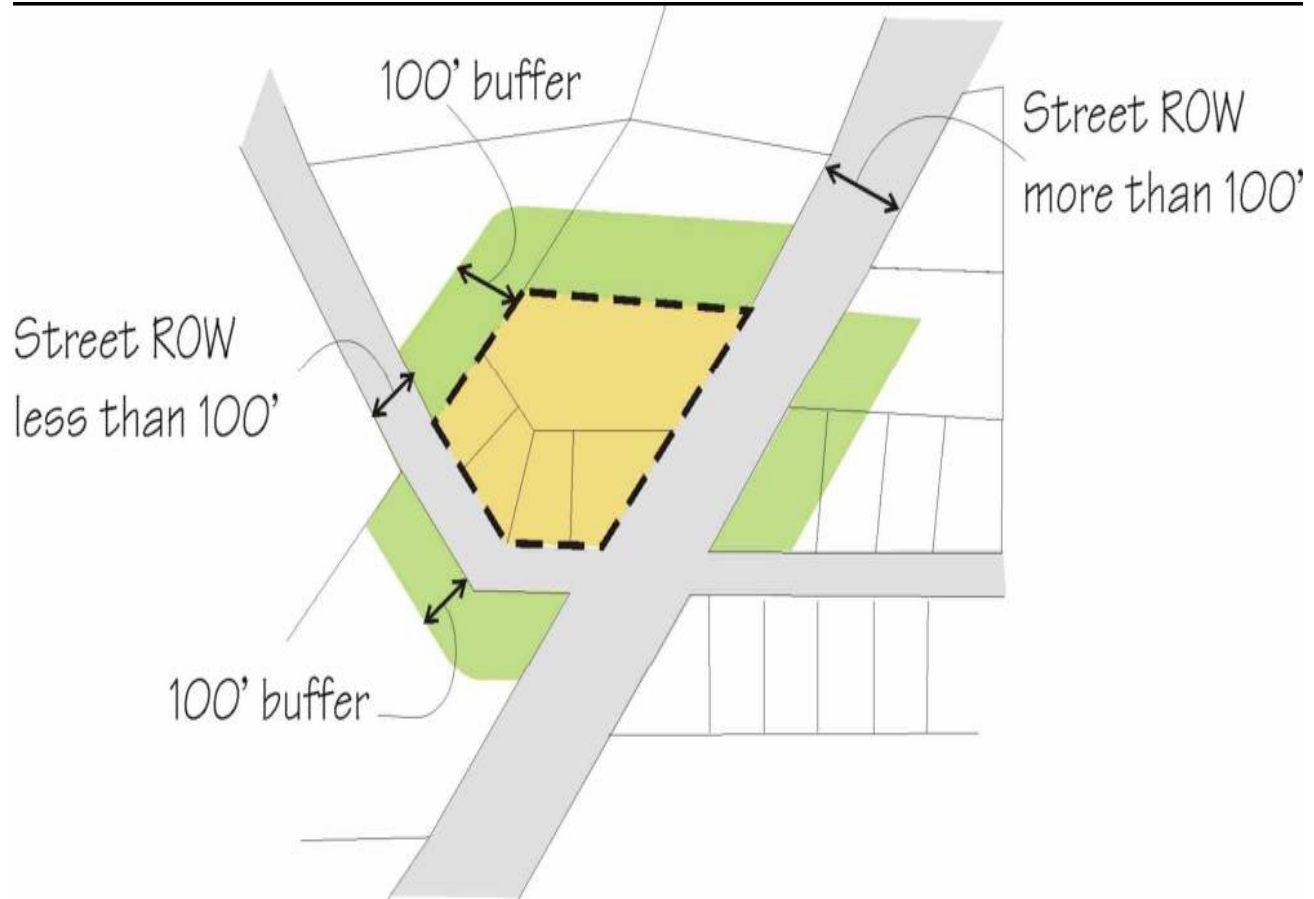 100' buffer
Street ROW
more than 100'
Street ROW
less than 100'
100' buffer